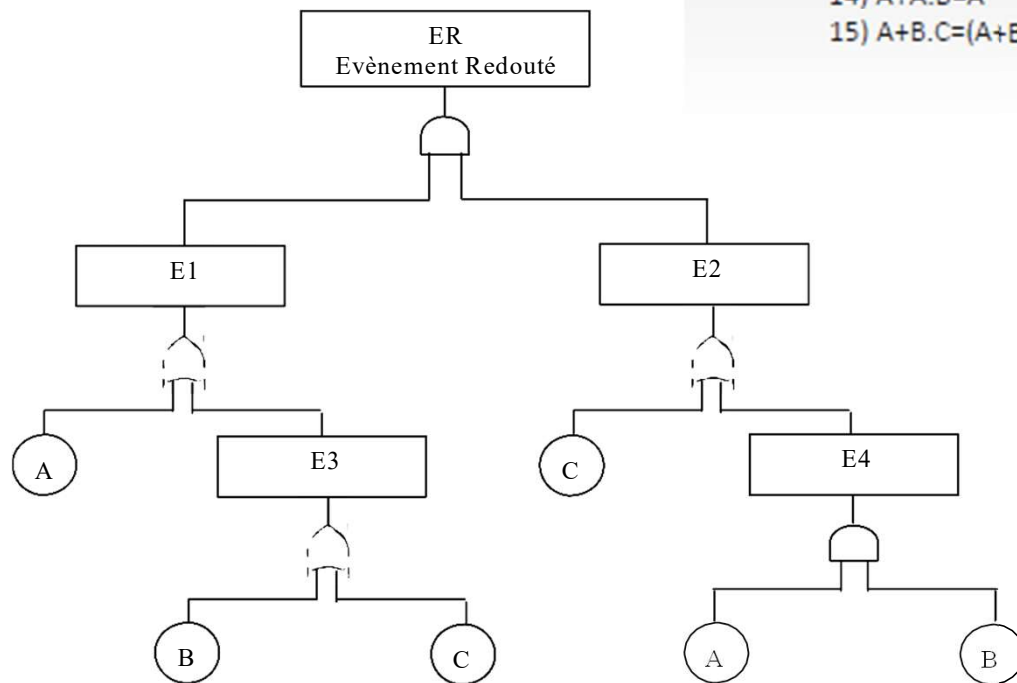 15) A+B.C=(A+B
ER
Evènement Redouté
E1
E2
A
E3
C
E4
B
C
A
B